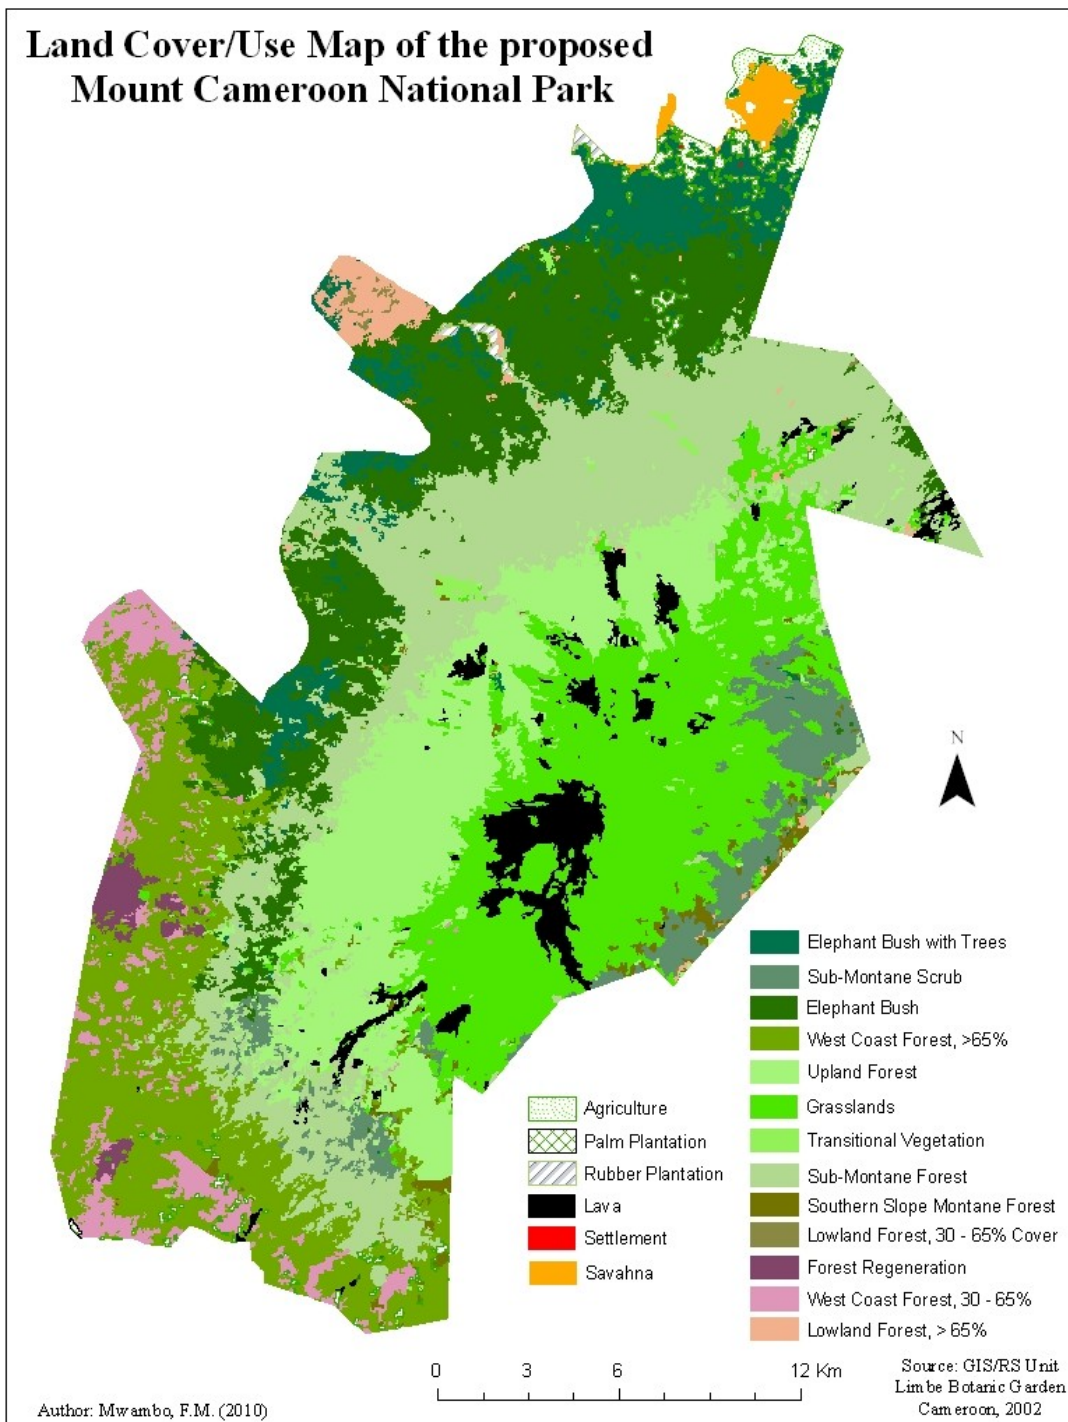 Land Cover/Use Map of the proposed
Mount Cameroon National Park
N
Elephant Bush with Trees
Sub-Montane Scrub
Elephant Bush
West Coast Forest, >65%
Upland Forest
Grasslands
Transitional Vegetation
Sub-Montane Forest
Southern Slope Montane Forest
Lowland Forest, 30 - 65% Cover
Forest Regeneration
West Coast Forest, 30 - 65%
Lowland Forest, > 65%
Agriculture
Palm Plantation
Rubber Plantation
Lava
Settlement
Savahna
0 3 6 12 Km
Source: GIS/RS Unit
Limbe Botanic Garden
Cameroon, 2002
Author: Mwambo, F.M. (2010)